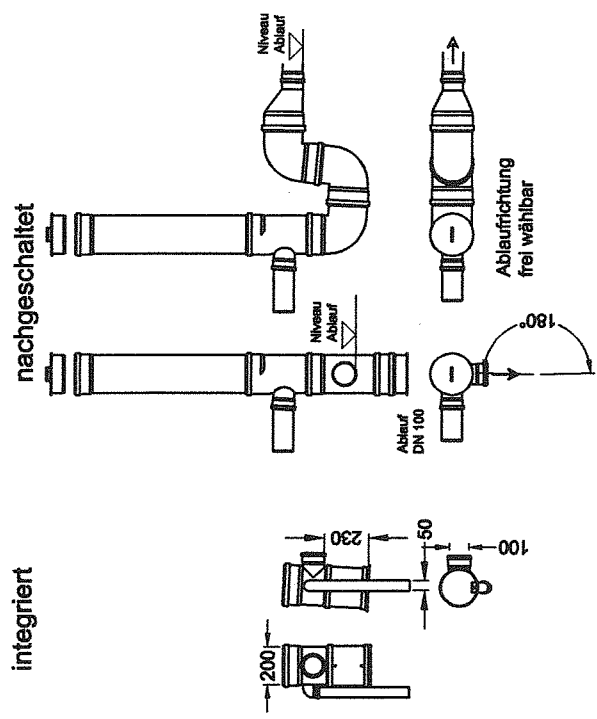 nachgeschaltet
Niveau
Ablauf
Ablaufrichtung
frei wählbar
Niveau
Ablauf
Ablauf
DN 100
180°
integriert
230
50
100
200